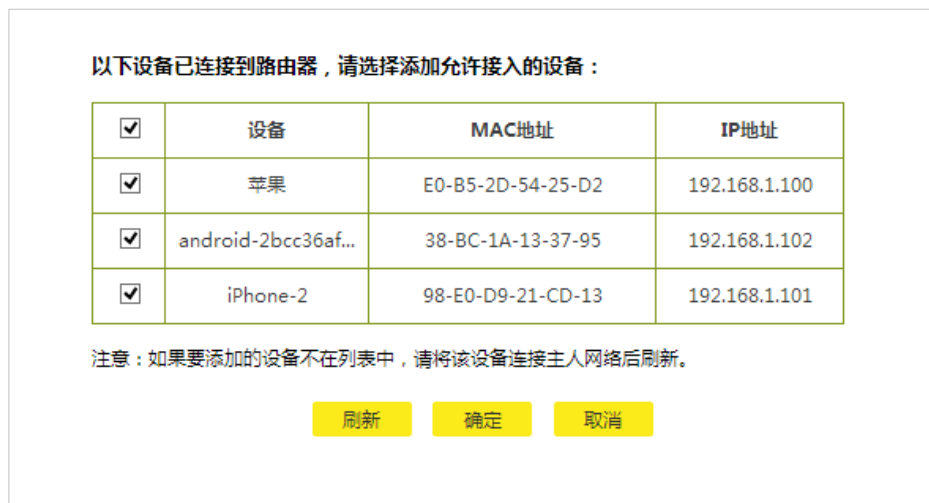 以下设备已连接到路由器，请选择添加允许接入的设备：
设备 MAC地址 IP地址
苹果 E0-B5-2D-54-25-D2 192.168.1.100
android-2bcc36af... 38-BC-1A-13-37-95 192.168.1.102
iPhone-2 98-E0-D9-21-CD-13 192.168.1.101
注意：如果要添加的设备不在列表中，请将该设备连接主人网络后刷新。
刷新 确定 取消